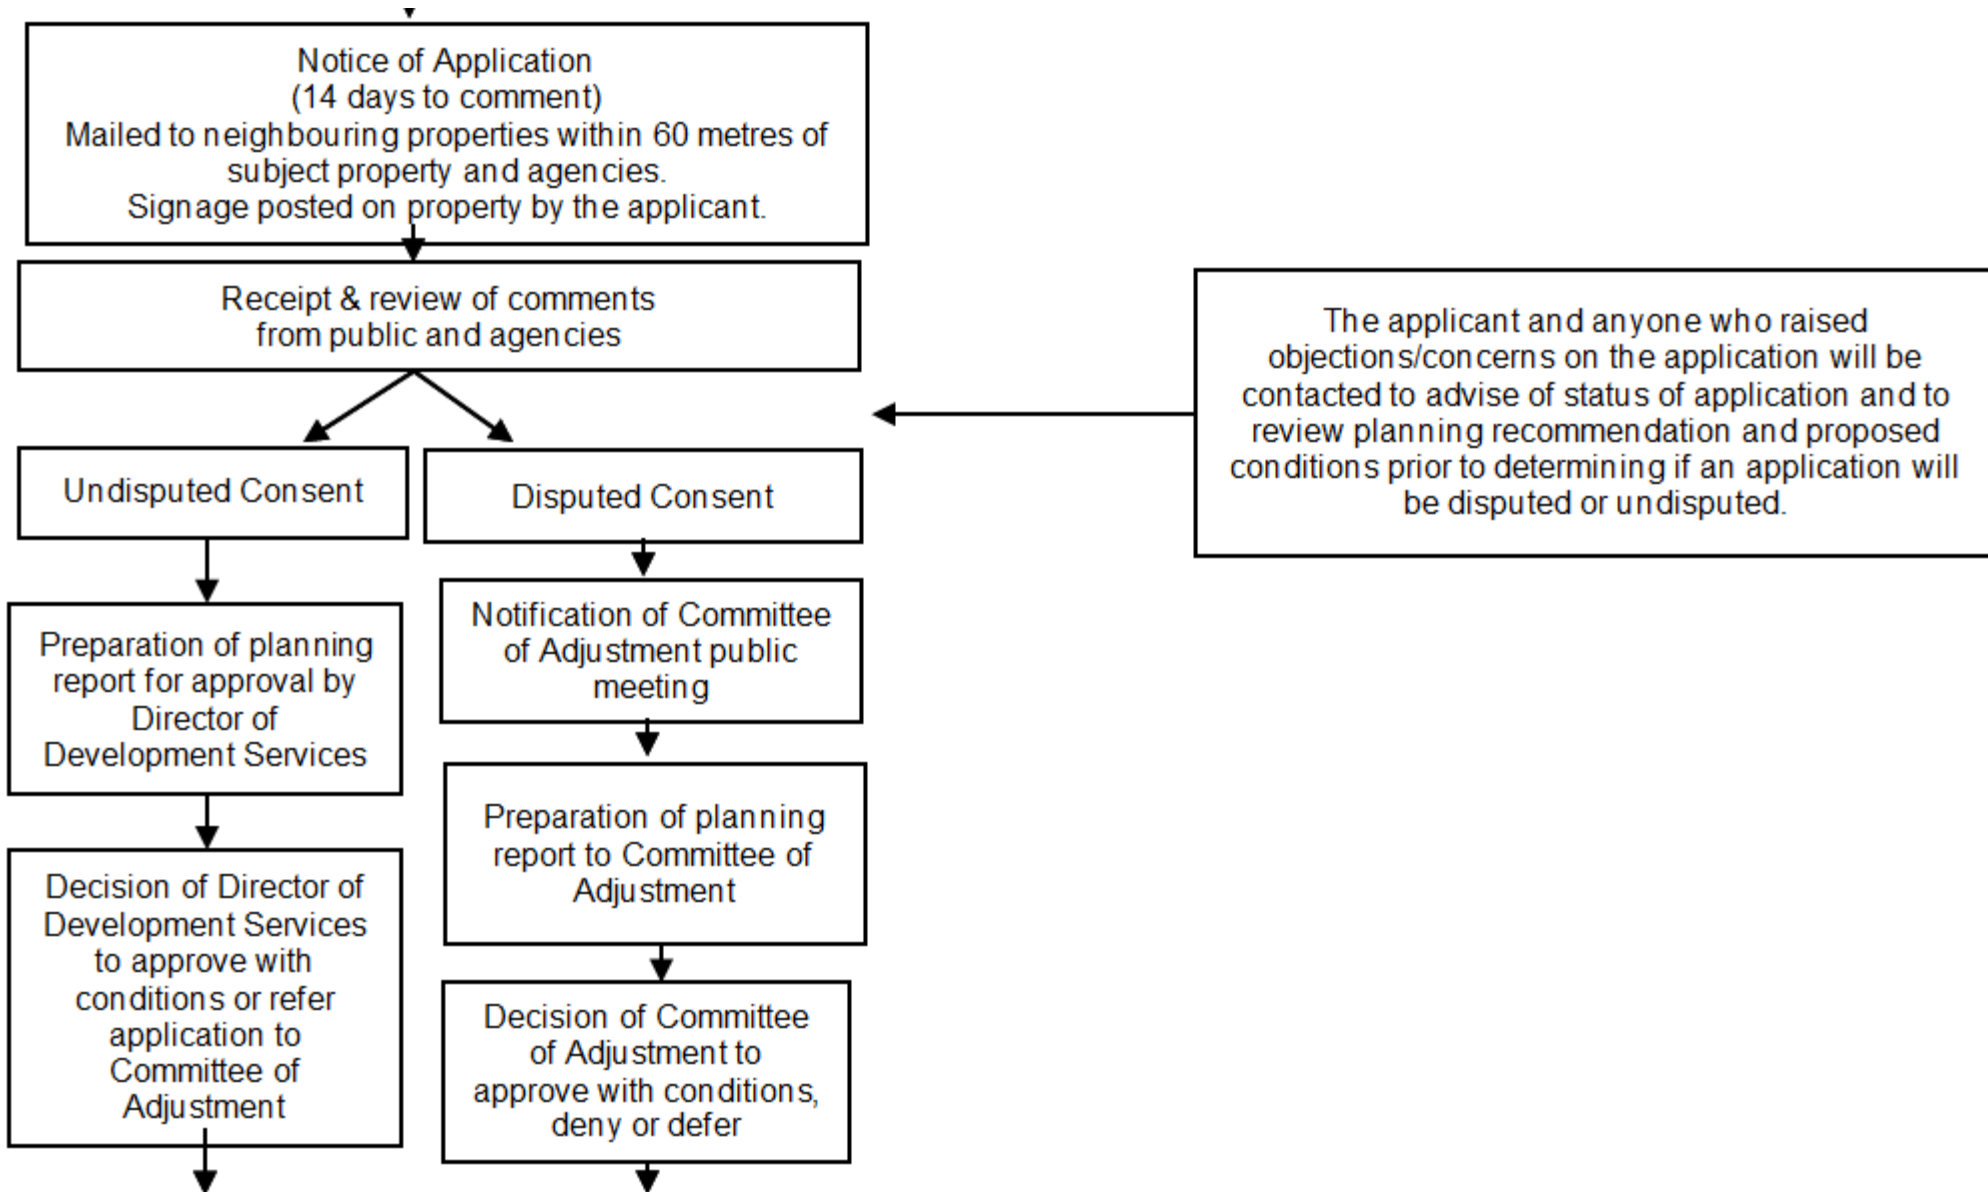 Notice of Application
(14 days to comment)
Mailed to neighbouring properties within 60 metres of
subject property and agencies.
Signage posted on property by the applicant.
Receipt & review of comments
from public and agencies
The applicant and anyone who raised
objections/concerns on the application will be
contacted to advise of status of application and to
review planning recommendation and proposed
conditions prior to determining if an application will
be disputed or undisputed.
Undisputed Consent
Disputed Consent
Preparation of planning
report for approval by
Director of
Development Services
Notification of Committee
of Adjustment public
meeting
Preparation of planning
report to Committee of
Adjustment
Decision of Director of
Development Services
to approve with
conditions or refer
application to
Committee of
Adjustment
Decision of Committee
of Adjustment to
approve with conditions,
deny or defer